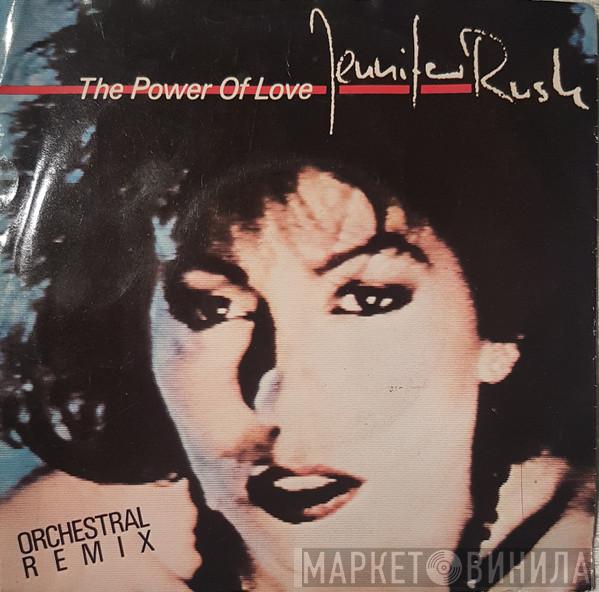 The Power Of Love Jennifer Rush
ORCHESTRAL
REMIX
МАРКЕТ ВИНИЛА